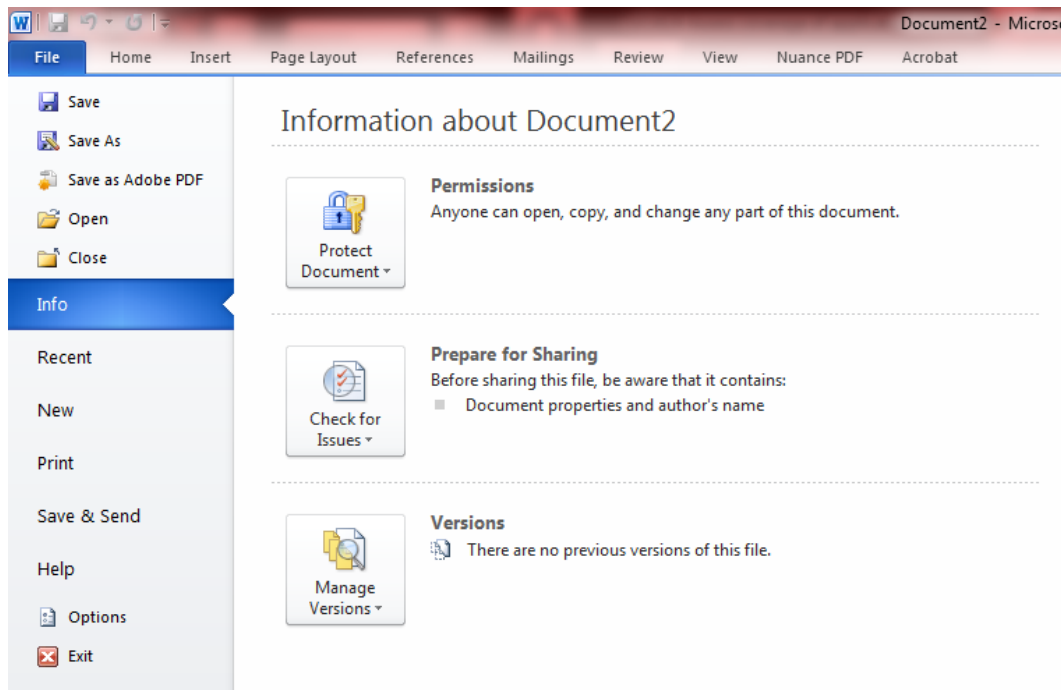 W
Document2 - Micros
File Home Insert Page Layout References Mailings Review View Nuance PDF Acrobat
Save
Save As
Save as Adobe PDF
Open
Close
Info
Recent
New
Print
Save & Send
Help
Options
Exit
Information about Document2
Protect
Document
Permissions
Anyone can open, copy, and change any part of this document.
Check for
Issues
Prepare for Sharing
Before sharing this file, be aware that it contains:
Document properties and author's name
Manage
Versions
Versions
There are no previous versions of this file.